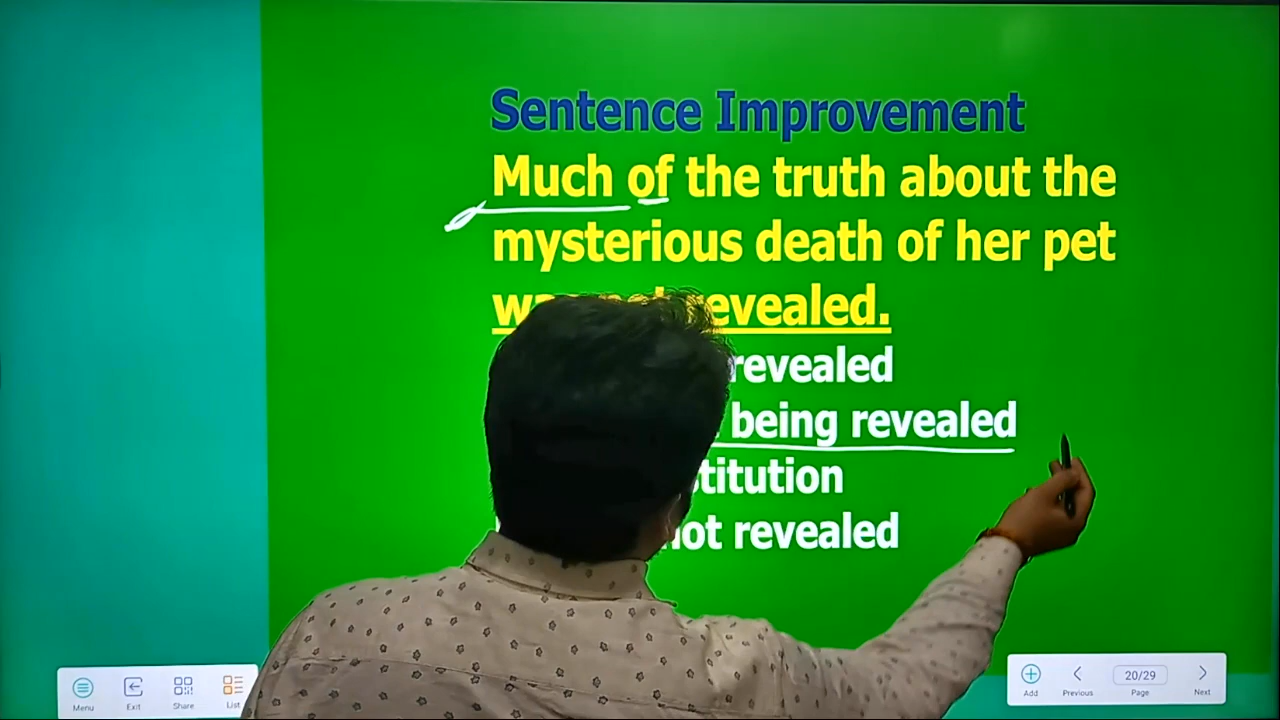 Sentence Improvement
Much of the truth about the
mysterious death of her pet
revealed.
revealed
being revealed
not revealed
Menu
Exit
Share
List
Add
Previous
20/29
Page
Next